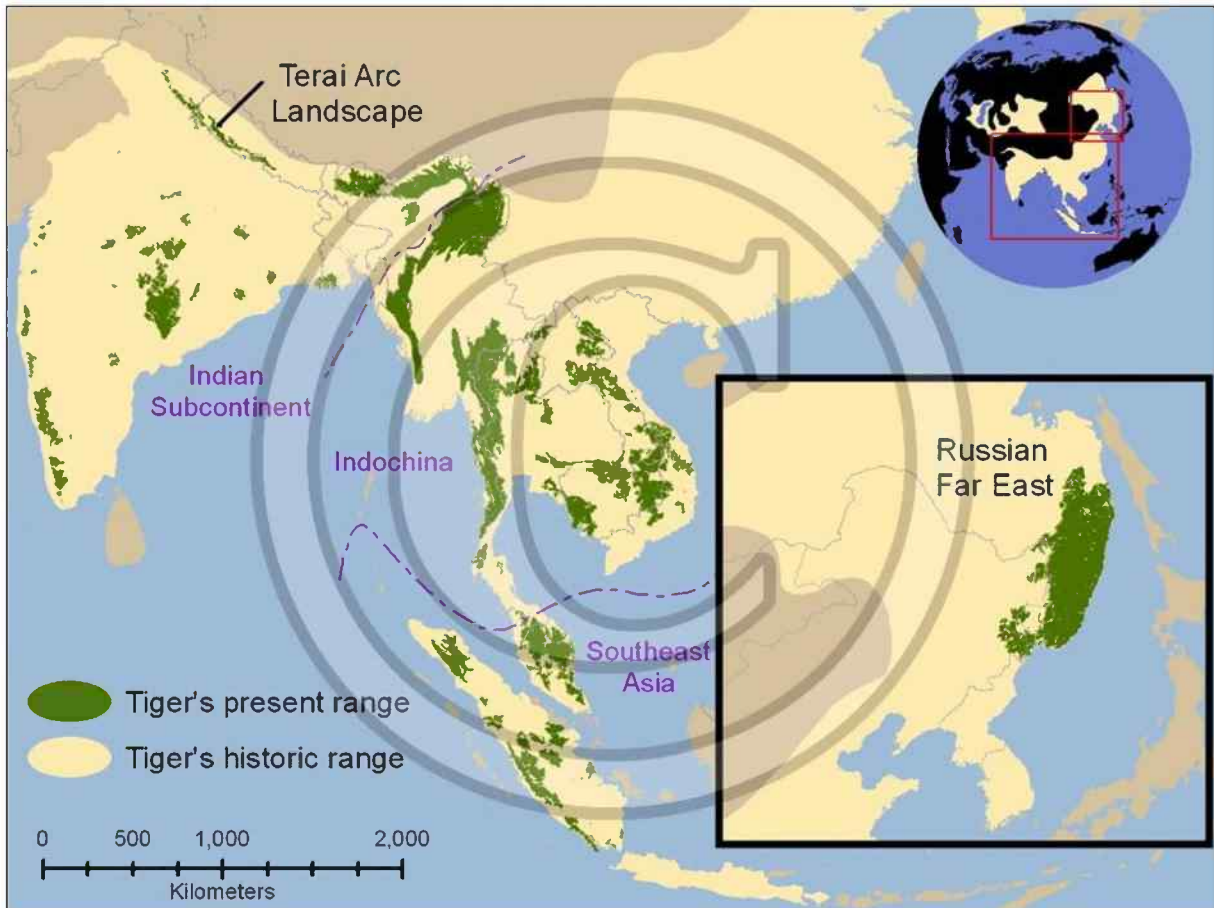 Terai Arc
Landscape
Indian
Subcontinent
Indochina
Russian
Far East
Southeast
Asia
Tiger's present range
Tiger's historic range
0 500 1,000 2,000
Kilometers
C